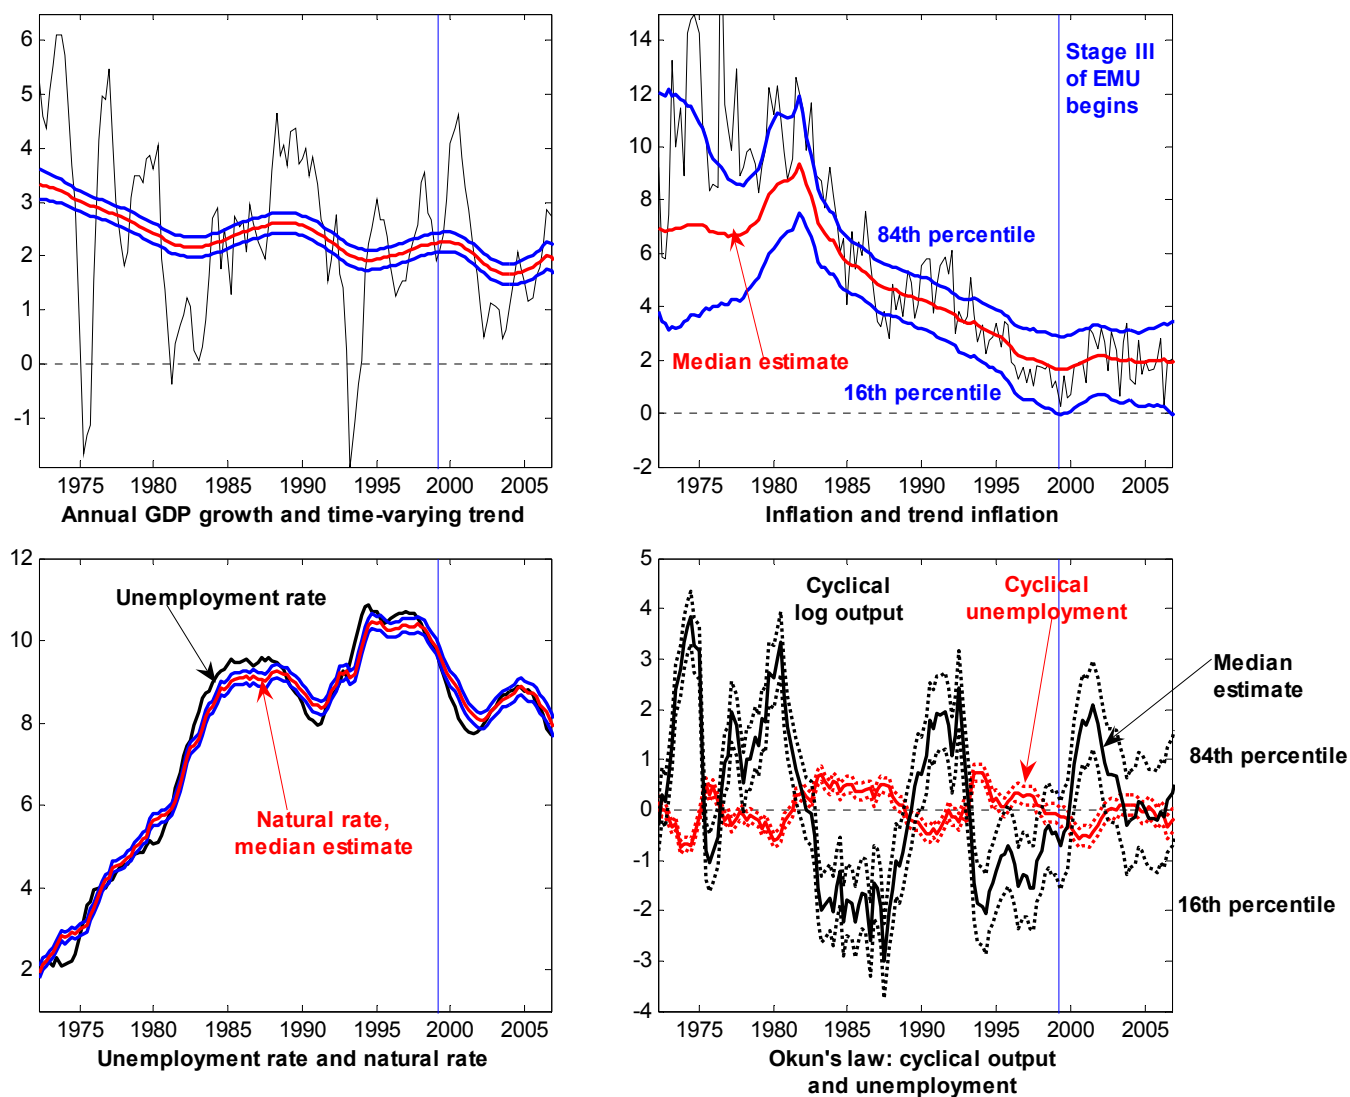 6
5
4
3
2
1
0
-1
1975 1980 1985 1990 1995 2000 2005
Annual GDP growth and time-varying trend
14
12
10
8
6
4
2
0
-2
Stage III
of EMU
begins
84th percentile
Median estimate
16th percentile
1975 1980 1985 1990 1995 2000 2005
Inflation and trend inflation
12
10
8
6
4
2
Unemployment rate
Natural rate,
median estimate
1975 1980 1985 1990 1995 2000 2005
Unemployment rate and natural rate
5
4
3
2
1
0
-1
-2
-3
-4
Cyclical
log output
Cyclical
unemployment
Median
estimate
84th percentile
16th percentile
1975 1980 1985 1990 1995 2000 2005
Okun's law: cyclical output
and unemployment